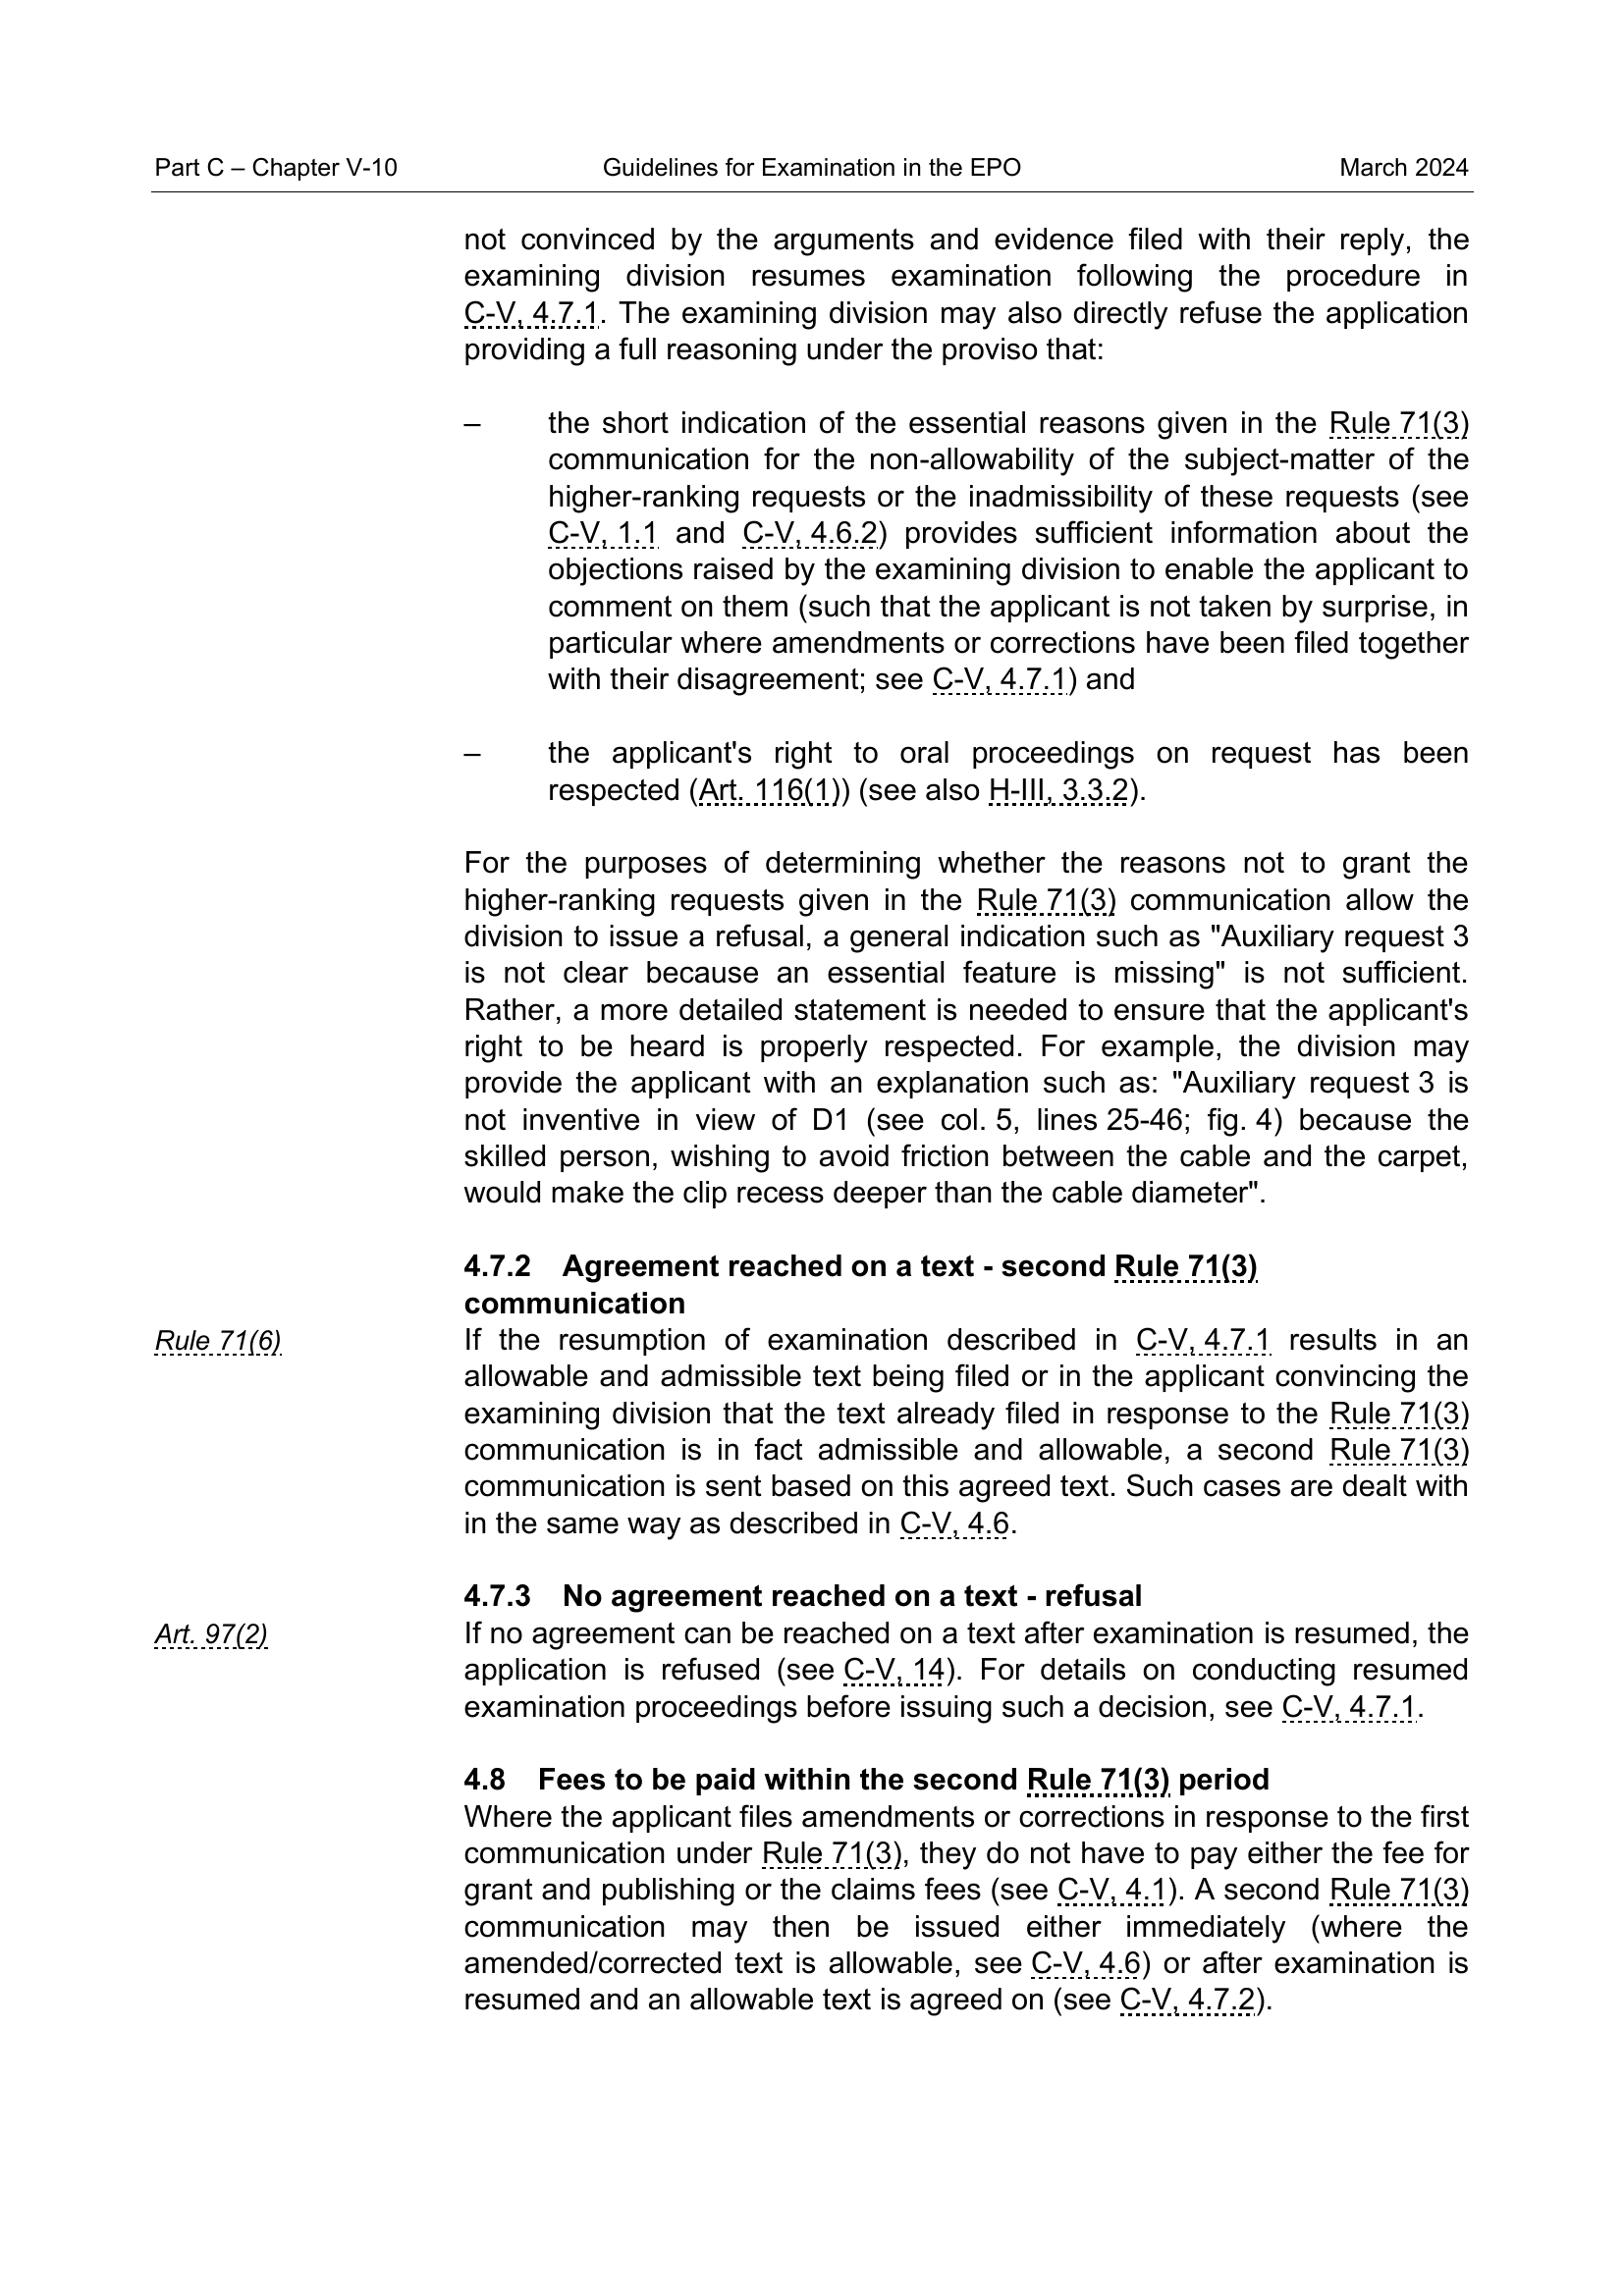 Part C – Chapter V-10 Guidelines for Examination in the EPO March 2024
not convinced by the arguments and evidence filed with their reply, the
examining division resumes examination following the procedure in
C-V, 4.7.1. The examining division may also directly refuse the application
providing a full reasoning under the proviso that:
– the short indication of the essential reasons given in the Rule 71(3)
communication for the non-allowability of the subject-matter of the
higher-ranking requests or the inadmissibility of these requests (see
C-V, 1.1 and C-V, 4.6.2) provides sufficient information about the
objections raised by the examining division to enable the applicant to
comment on them (such that the applicant is not taken by surprise, in
particular where amendments or corrections have been filed together
with their disagreement; see C-V, 4.7.1) and
– the applicant's right to oral proceedings on request has been
respected (Art. 116(1)) (see also H-III, 3.3.2).
For the purposes of determining whether the reasons not to grant the
higher-ranking requests given in the Rule 71(3) communication allow the
division to issue a refusal, a general indication such as "Auxiliary request 3
is not clear because an essential feature is missing" is not sufficient.
Rather, a more detailed statement is needed to ensure that the applicant's
right to be heard is properly respected. For example, the division may
provide the applicant with an explanation such as: "Auxiliary request 3 is
not inventive in view of D1 (see col. 5, lines 25-46; fig. 4) because the
skilled person, wishing to avoid friction between the cable and the carpet,
would make the clip recess deeper than the cable diameter".
4.7.2 Agreement reached on a text - second Rule 71(3)
communication
Rule 71(6) If the resumption of examination described in C-V, 4.7.1 results in an
allowable and admissible text being filed or in the applicant convincing the
examining division that the text already filed in response to the Rule 71(3)
communication is in fact admissible and allowable, a second Rule 71(3)
communication is sent based on this agreed text. Such cases are dealt with
in the same way as described in C-V, 4.6.
4.7.3 No agreement reached on a text - refusal
Art. 97(2) If no agreement can be reached on a text after examination is resumed, the
application is refused (see C-V, 14). For details on conducting resumed
examination proceedings before issuing such a decision, see C-V, 4.7.1.
4.8 Fees to be paid within the second Rule 71(3) period
Where the applicant files amendments or corrections in response to the first
communication under Rule 71(3), they do not have to pay either the fee for
grant and publishing or the claims fees (see C-V, 4.1). A second Rule 71(3)
communication may then be issued either immediately (where the
amended/corrected text is allowable, see C-V, 4.6) or after examination is
resumed and an allowable text is agreed on (see C-V, 4.7.2).